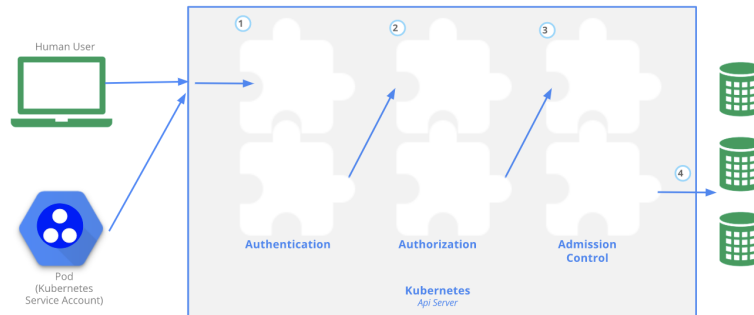 1
2
3
Human User
4
Authentication
Authorization
Admission
Control
Pod
(Kubernetes
Service Account)
Kubernetes
Api Server